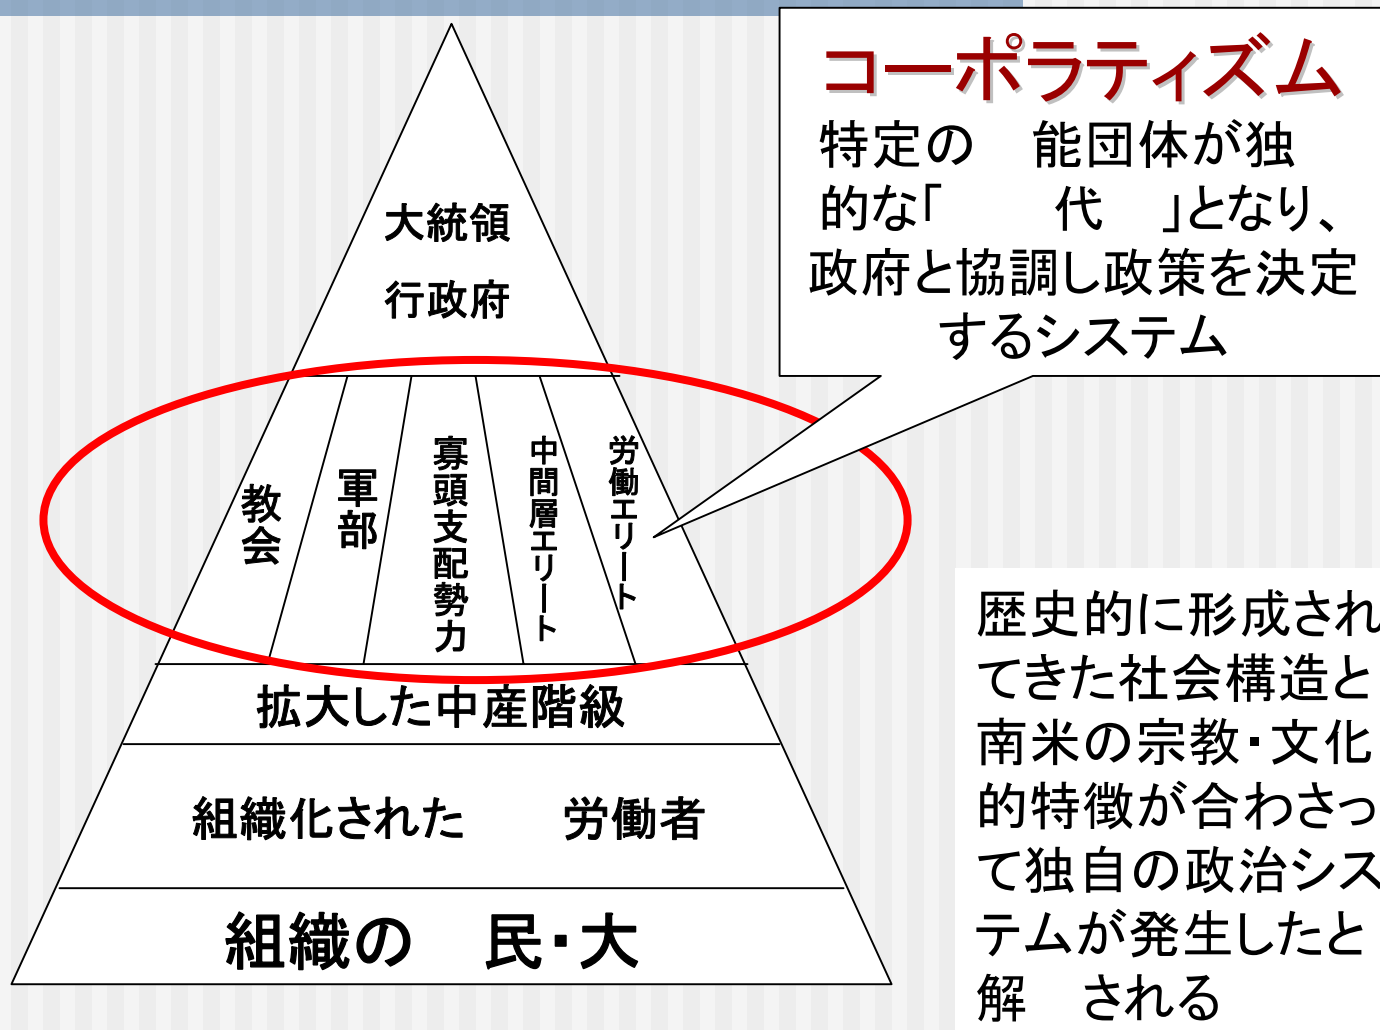 コーポラティズム
特定の　能団体が独
的な「　　代　」となり、
政府と協調し政策を決定
するシステム
大統領
行政府
教会
軍部
寡頭支配勢力
中間層エリート
労働エリート
拡大した中産階級
組織化された　　労働者
組織の　民・大
歴史的に形成され
てきた社会構造と
南米の宗教・文化
的特徴が合わさっ
て独自の政治シス
テムが発生したと
解　される